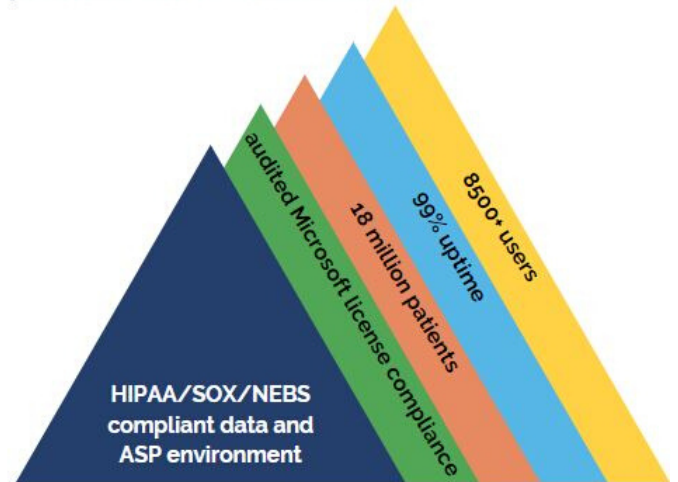 HIPAA/SOX/NEBS
compliant data and
ASP environment
audited Microsoft license compliance
18 million patients
99% uptime
8500+ users